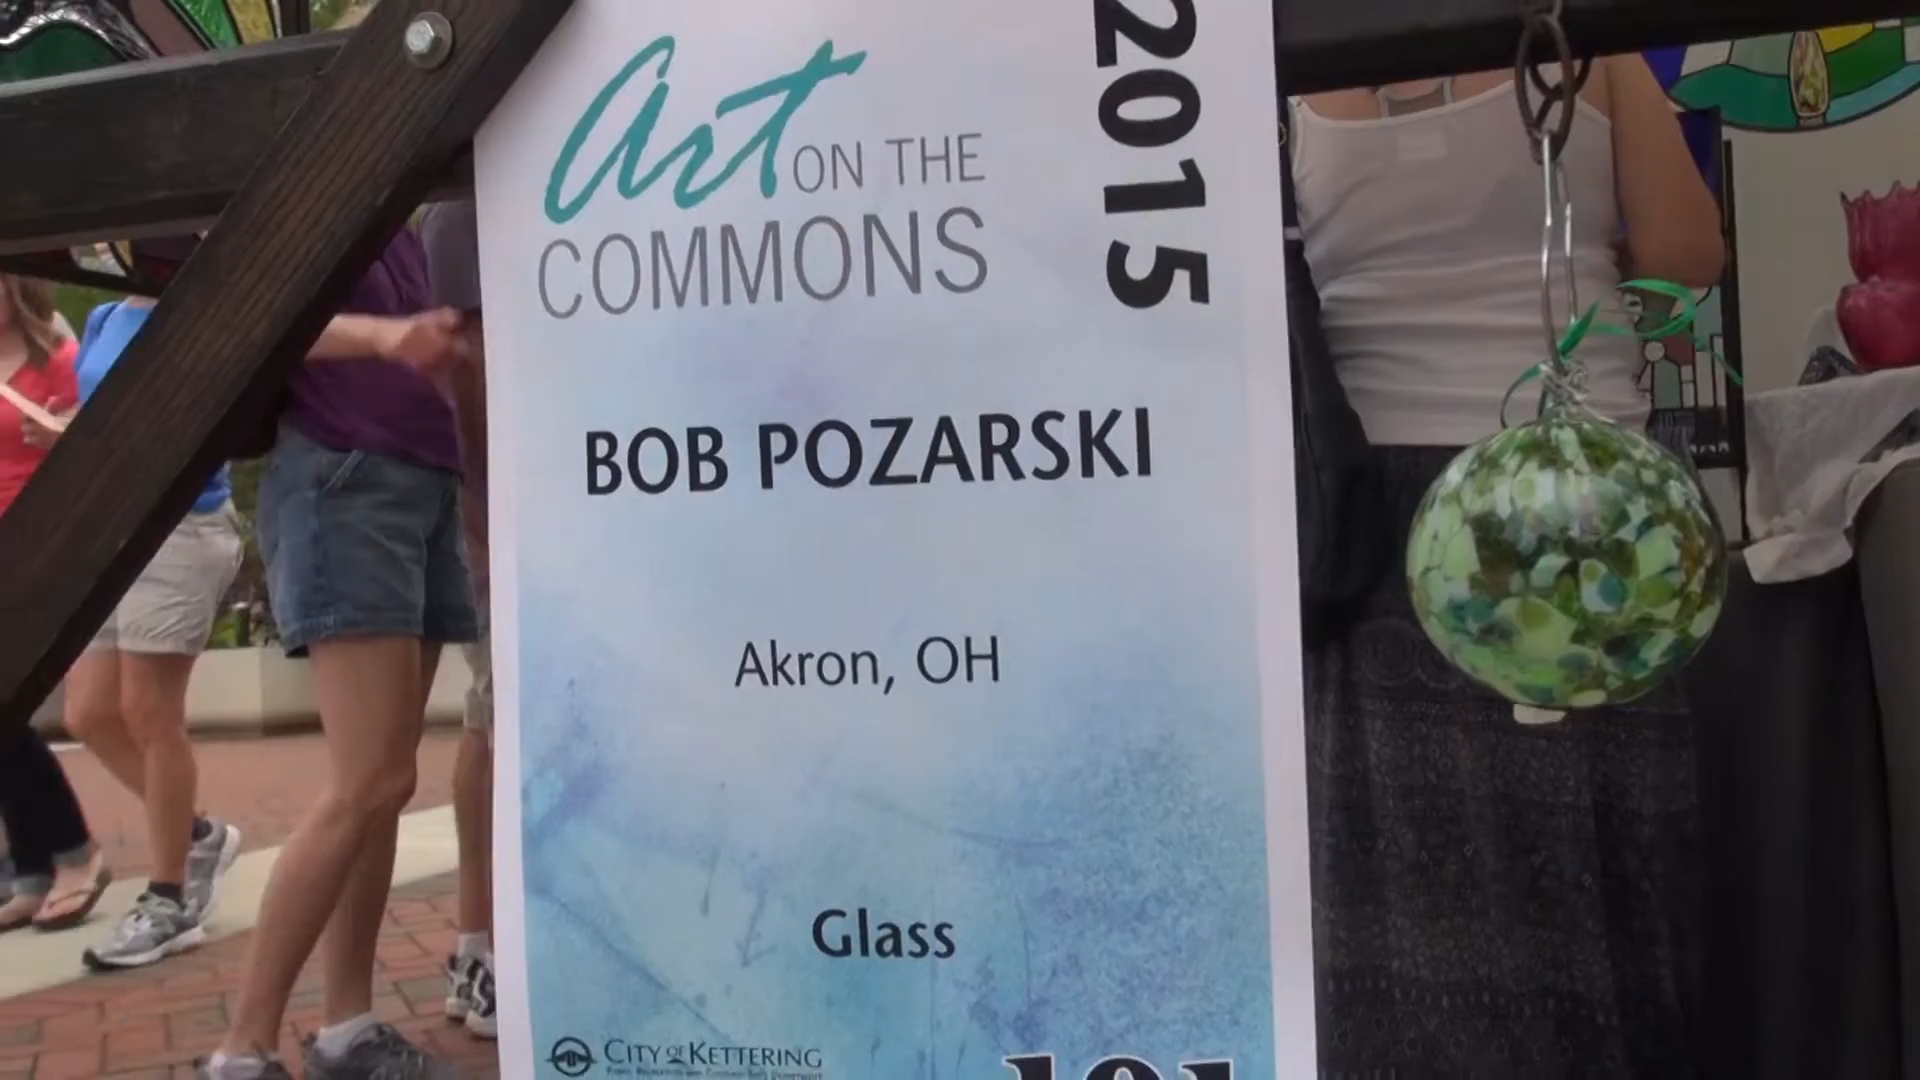 Art ON THE
COMMONS
2015
BOB POZARSKI
Akron, OH
Glass
CITY OF KETTERING